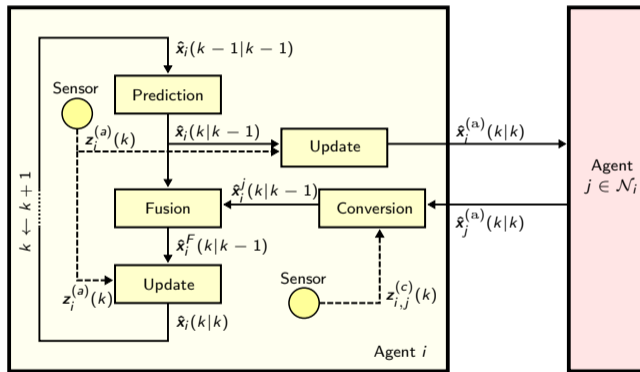 x̂_i(k − 1|k − 1)
Sensor
Prediction
z_i^(a)(k)
x̂_i(k|k − 1)
Update
x̂_i^(a)(k|k)
Agent
j ∈ N_i
k ← k + 1
Fusion
x̂_i^j(k|k − 1)
Conversion
x̂_j^(a)(k|k)
x̂_i^F(k|k − 1)
Update
z_i^(a)(k)
Sensor
z_{i,j}^(c)(k)
x̂_i(k|k)
Agent i